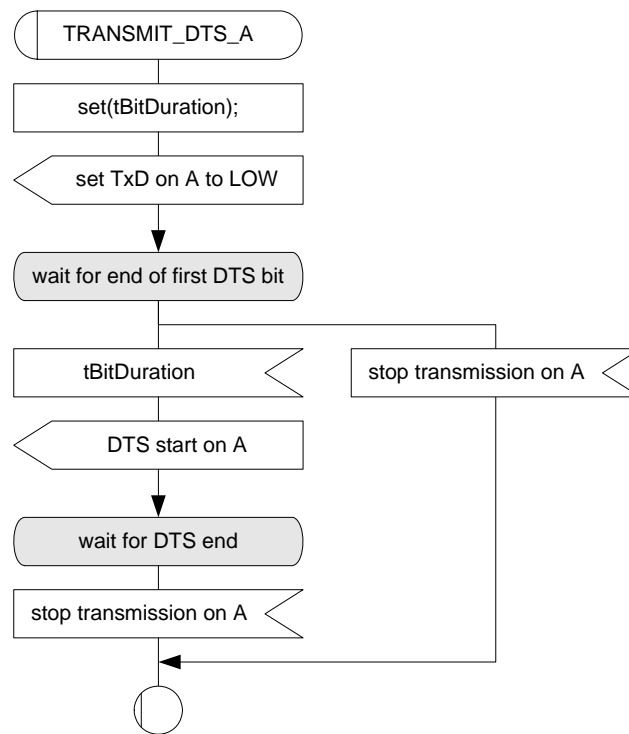 TRANSMIT_DTS_A
set(tBitDuration);
set TxD on A to LOW
wait for end of first DTS bit
tBitDuration
stop transmission on A
DTS start on A
wait for DTS end
stop transmission on A